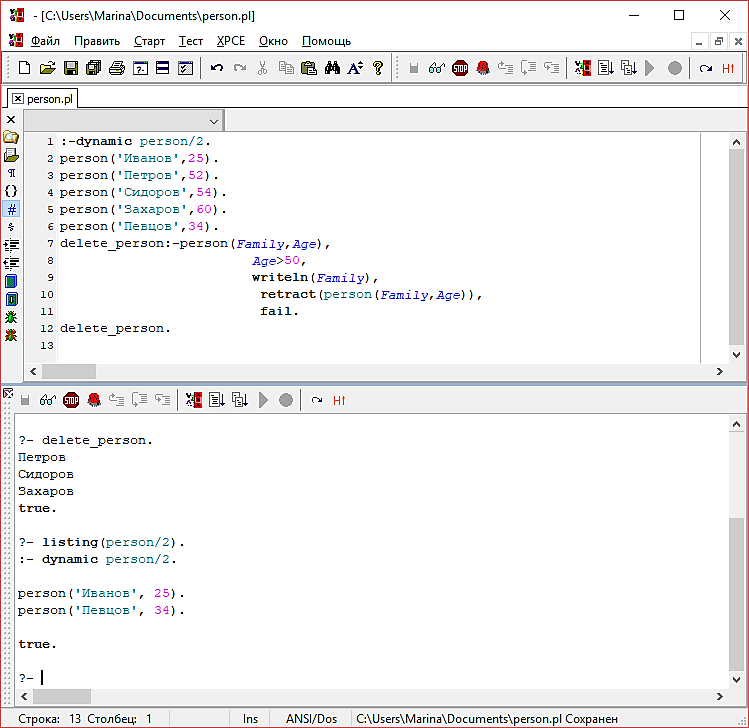 - [C:\Users\Marina\Documents\person.pl]
Файл Править Старт Тест XPCE Окно Помощь
person.pl
1 :-dynamic person/2.
2 person('Иванов',25).
3 person('Петров',52).
4 person('Сидоров',54).
5 person('Захаров',60).
6 person('Певцов',34).
7 delete_person:-person(Family,Age),
8 Age>50,
9 writeln(Family),
10 retract(person(Family,Age)),
11 fail.
12 delete_person.
13
?- delete_person.
Петров
Сидоров
Захаров
true.
?- listing(person/2).
:- dynamic person/2.
person('Иванов', 25).
person('Певцов', 34).
true.
?-
Строка: 13 Столбец: 1 Ins ANSI/Dos C:\Users\Marina\Documents\person.pl Сохранен